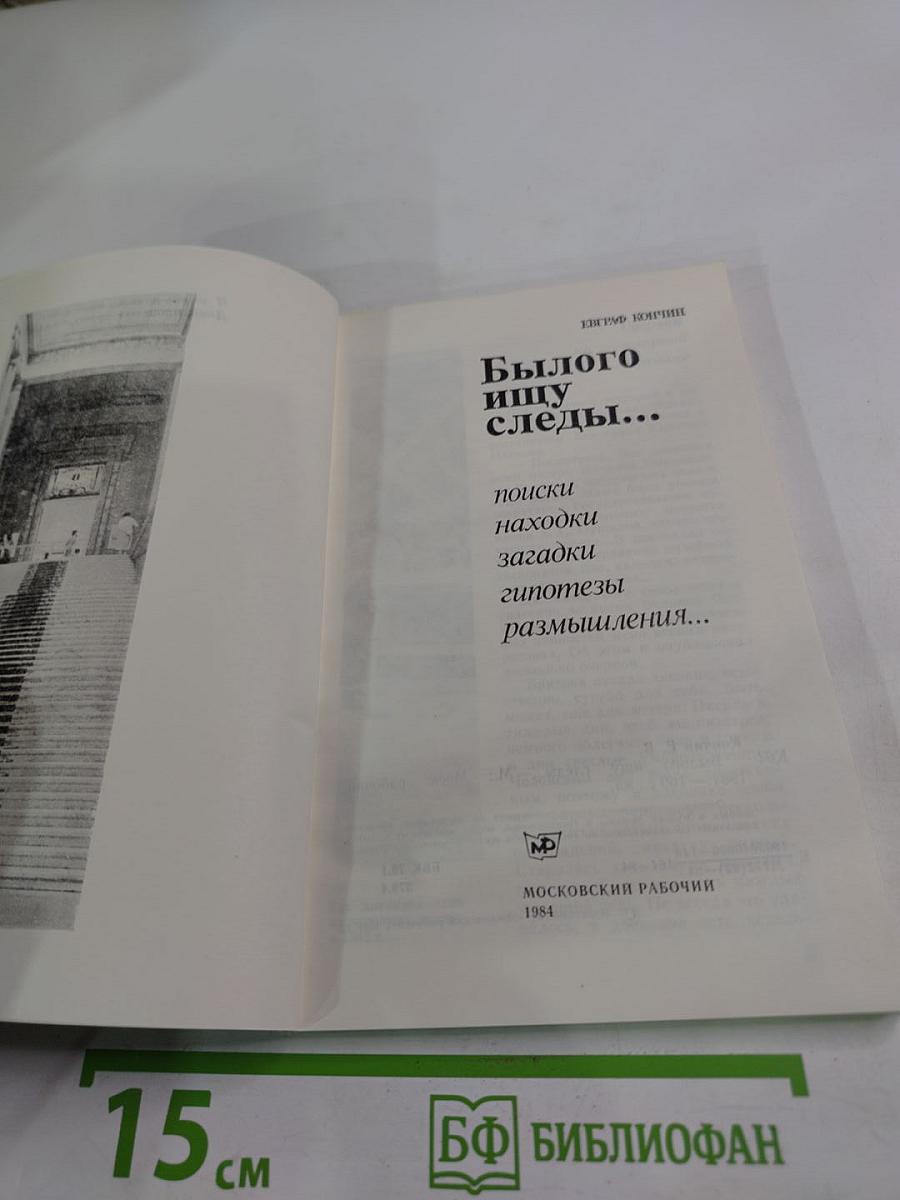 ЕВГРАФ КОНЧИН
Былого
ищу
следы...
поиски
находки
загадки
гипотезы
размышления...
МР
МОСКОВСКИЙ РАБОЧИЙ
1984
15 см
БФ БИБЛИОФАН